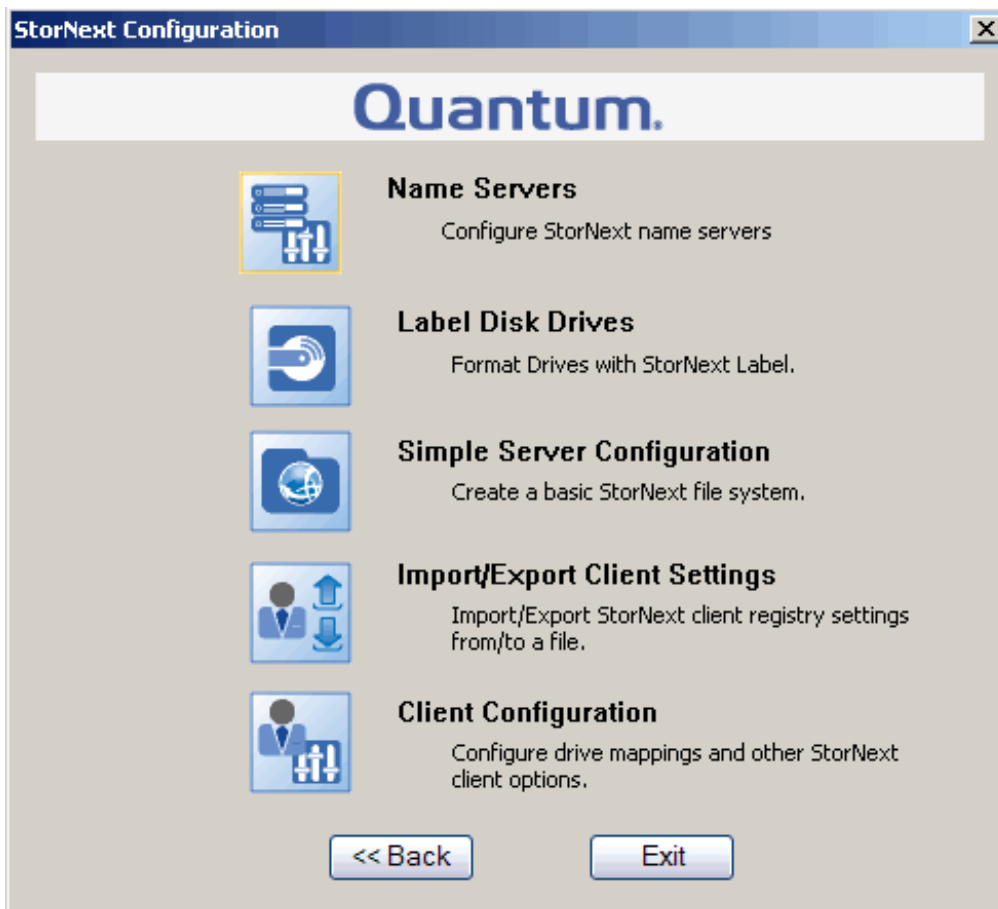 StorNext Configuration
Quantum.
Name Servers
Configure StorNext name servers
Label Disk Drives
Format Drives with StorNext Label.
Simple Server Configuration
Create a basic StorNext file system.
Import/Export Client Settings
Import/Export StorNext client registry settings
from/to a file.
Client Configuration
Configure drive mappings and other StorNext
client options.
<< Back
Exit